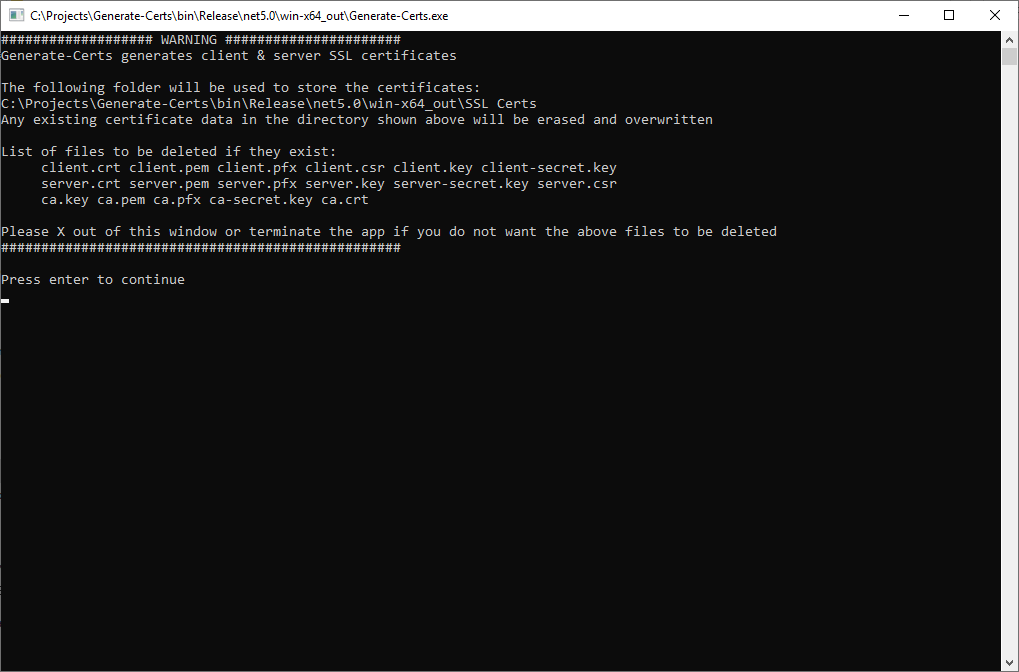 C:\Projects\Generate-Certs\bin\Release\net5.0\win-x64_out\Generate-Certs.exe
################### WARNING ######################
Generate-Certs generates client & server SSL certificates
The following folder will be used to store the certificates:
C:\Projects\Generate-Certs\bin\Release\net5.0\win-x64_out\SSL Certs
Any existing certificate data in the directory shown above will be erased and overwritten
List of files to be deleted if they exist:
client.crt client.pem client.pfx client.csr client.key client-secret.key
server.crt server.pem server.pfx server.key server-secret.key server.csr
ca.key ca.pem ca.pfx ca-secret.key ca.crt
Please X out of this window or terminate the app if you do not want the above files to be deleted
##################################################
Press enter to continue